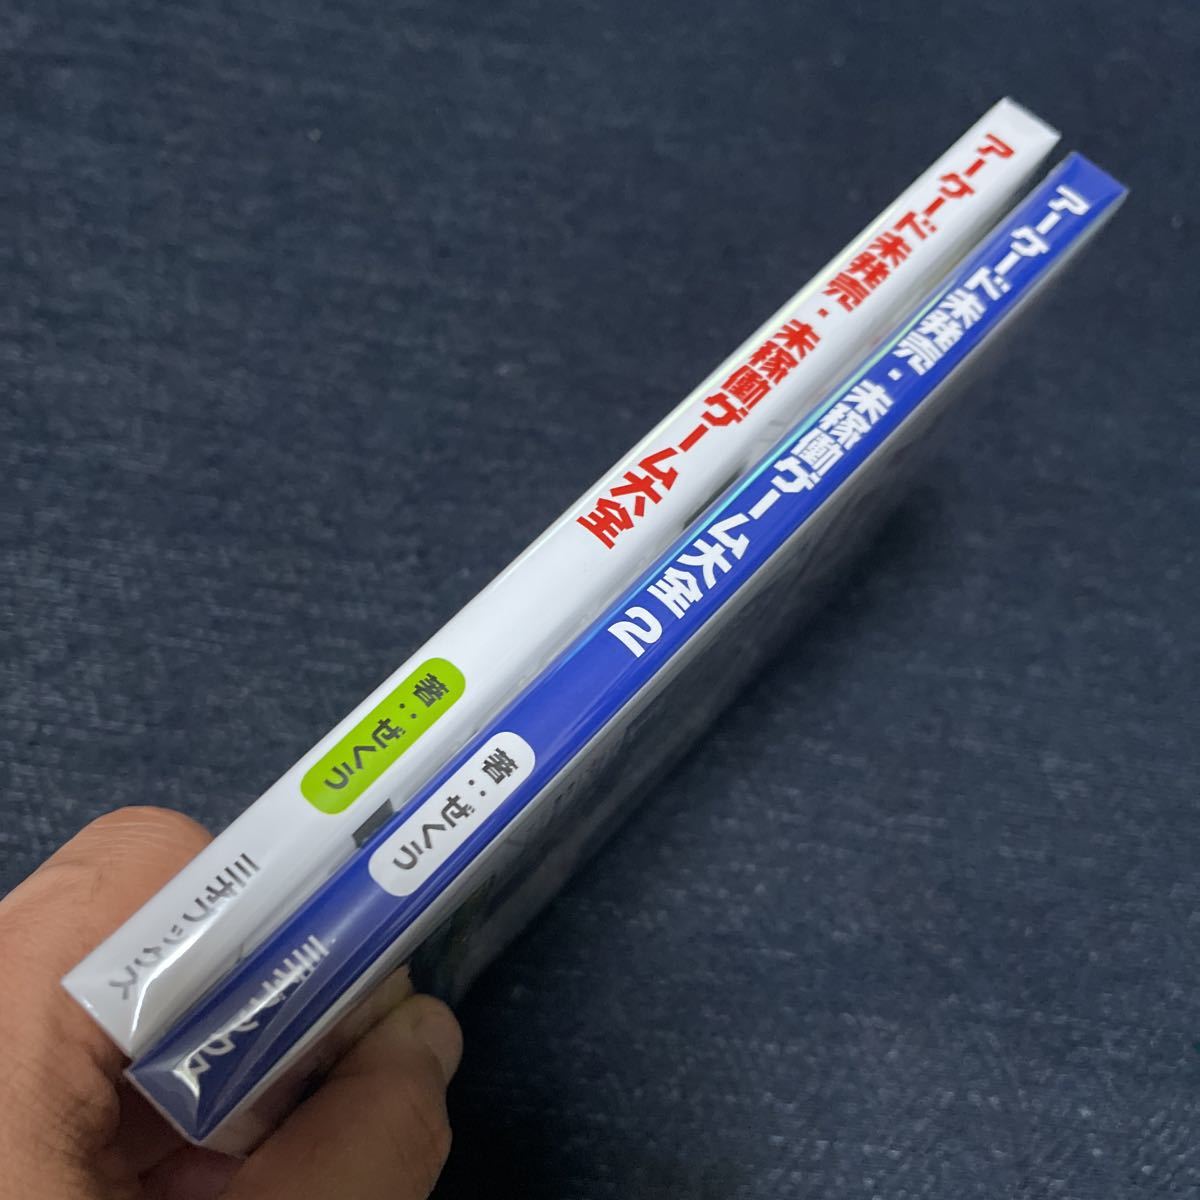 アーケード未発売・未稼働ゲーム大全
著：ぜくう
三才ブックス
アーケード未発売・未稼働ゲーム大全2
著：ぜくう
三才ブックス